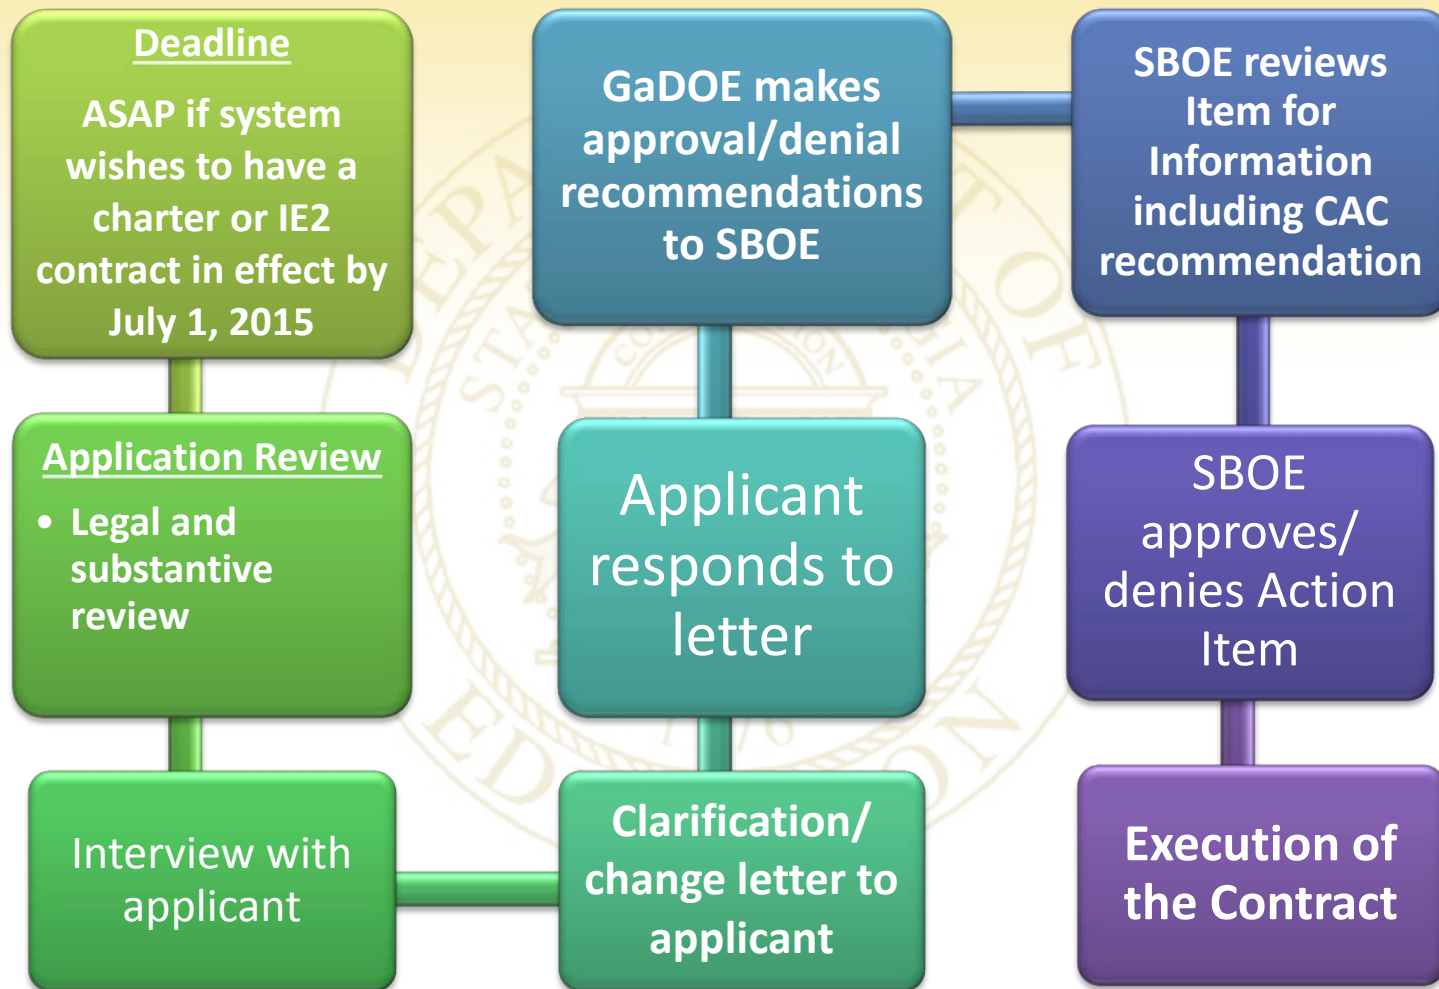 Deadline
ASAP if system
wishes to have a
charter or IE2
contract in effect by
July 1, 2015
Application Review
• Legal and
substantive
review
Interview with
applicant
Clarification/
change letter to
applicant
Applicant
responds to
letter
GaDOE makes
approval/denial
recommendations
to SBOE
SBOE reviews
Item for
Information
including CAC
recommendation
SBOE
approves/
denies Action
Item
Execution of
the Contract